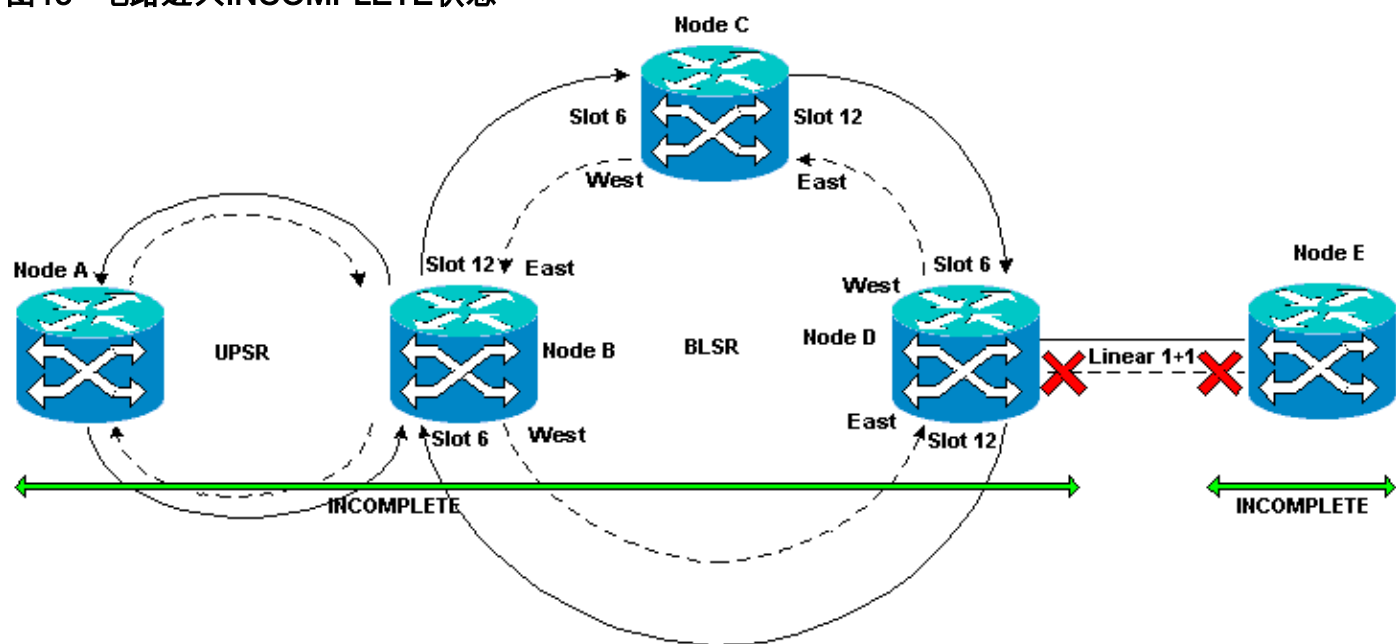 Node C
Slot 6
Slot 12
West
East
Node A
Slot 12
East
Slot 6
West
Node E
UPSR
Node B
BLSR
Node D
Linear 1+1
Slot 6
West
East
Slot 12
INCOMPLETE
INCOMPLETE